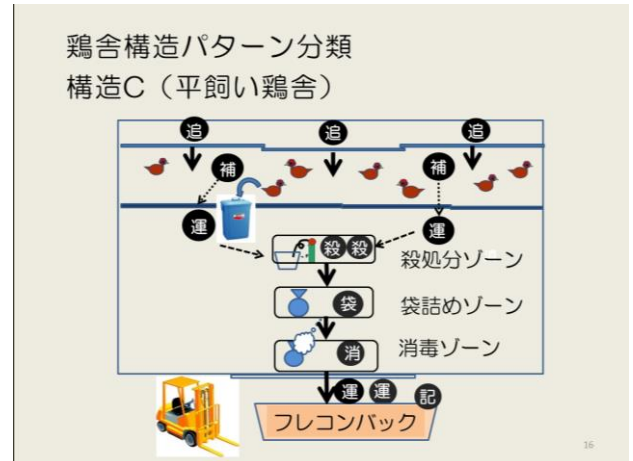 鶏舎構造パターン分類
構造C（平飼い鶏舎）
追 追 追
補 補
運 運
殺 殺 殺処分ゾーン
袋 袋詰めゾーン
消 消毒ゾーン
運 運 記
フレコンバック
16